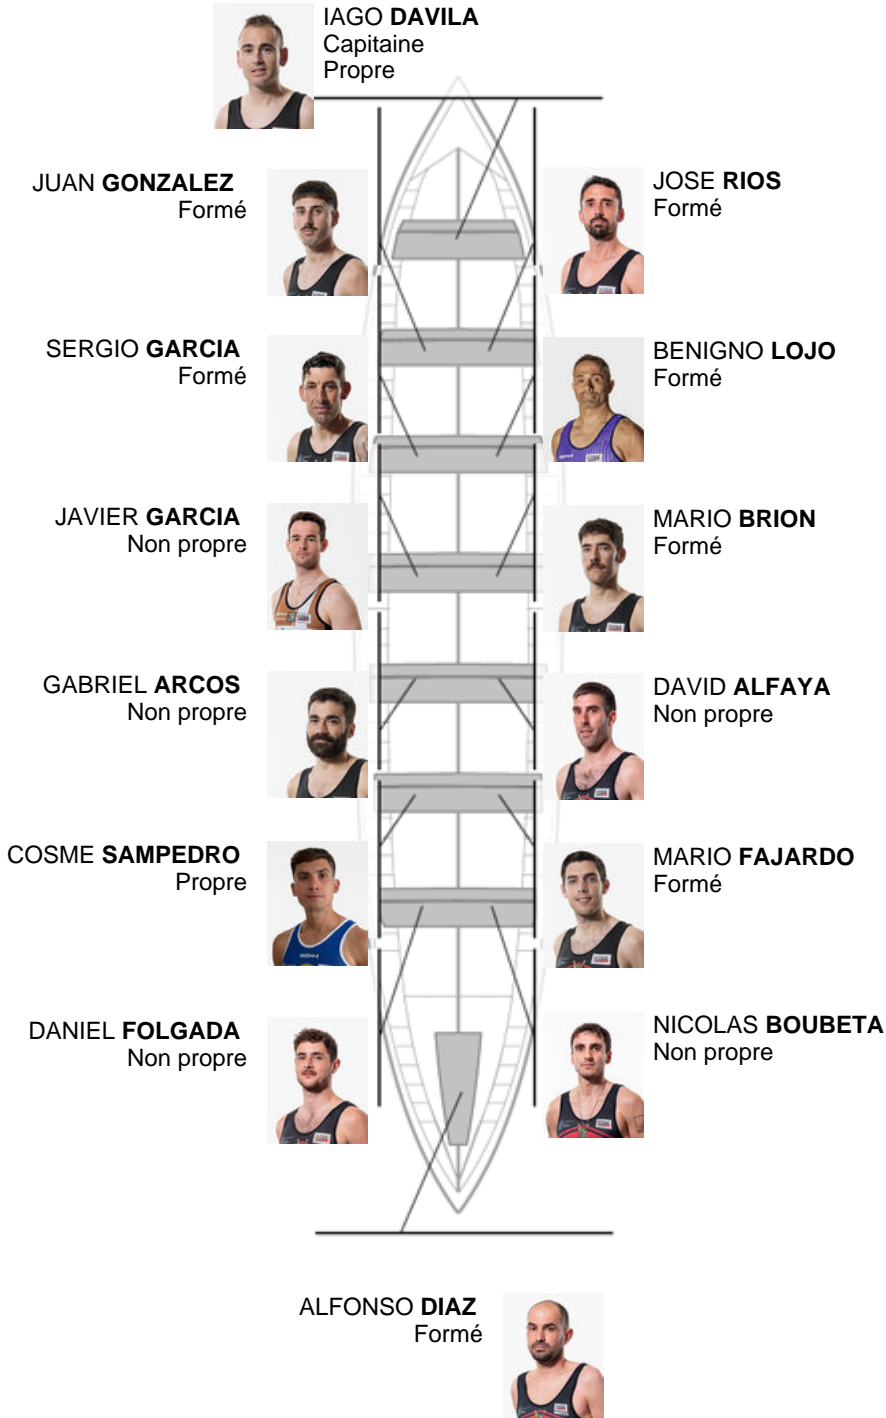 IAGO DAVILA
Capitaine
Propre
JUAN GONZALEZ
Formé
JOSE RIOS
Formé
SERGIO GARCIA
Formé
BENIGNO LOJO
Formé
JAVIER GARCIA
Non propre
MARIO BRION
Formé
GABRIEL ARCOS
Non propre
DAVID ALFAYA
Non propre
COSME SAMPEDRO
Propre
MARIO FAJARDO
Formé
DANIEL FOLGADA
Non propre
NICOLAS BOUBETA
Non propre
ALFONSO DIAZ
Formé